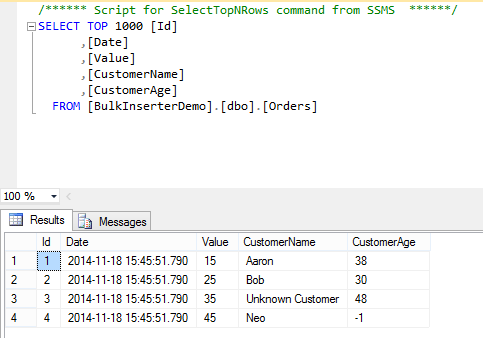 /****** Script for SelectTopNRows command from SSMS  ******/
SELECT TOP 1000 [Id]
      ,[Date]
      ,[Value]
      ,[CustomerName]
      ,[CustomerAge]
  FROM [BulkInserterDemo].[dbo].[Orders]
100 %
Results Messages
Id Date Value CustomerName CustomerAge
1 1 2014-11-18 15:45:51.790 15 Aaron 38
2 2 2014-11-18 15:45:51.790 25 Bob 30
3 3 2014-11-18 15:45:51.790 35 Unknown Customer 48
4 4 2014-11-18 15:45:51.790 45 Neo -1